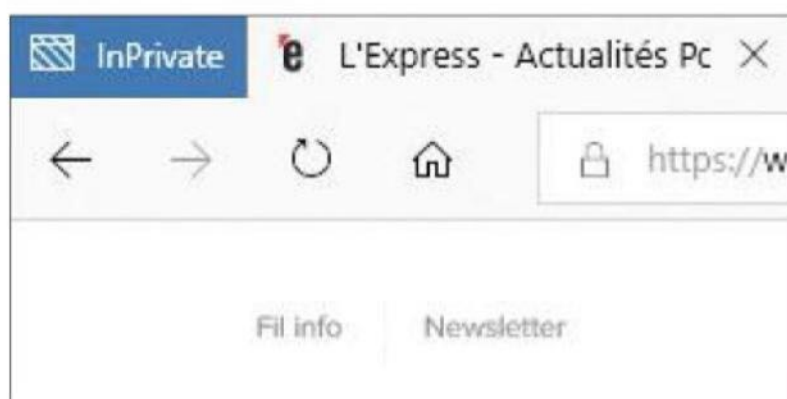 InPrivate e L'Express - Actualités Pc
https://w
Fil info Newsletter